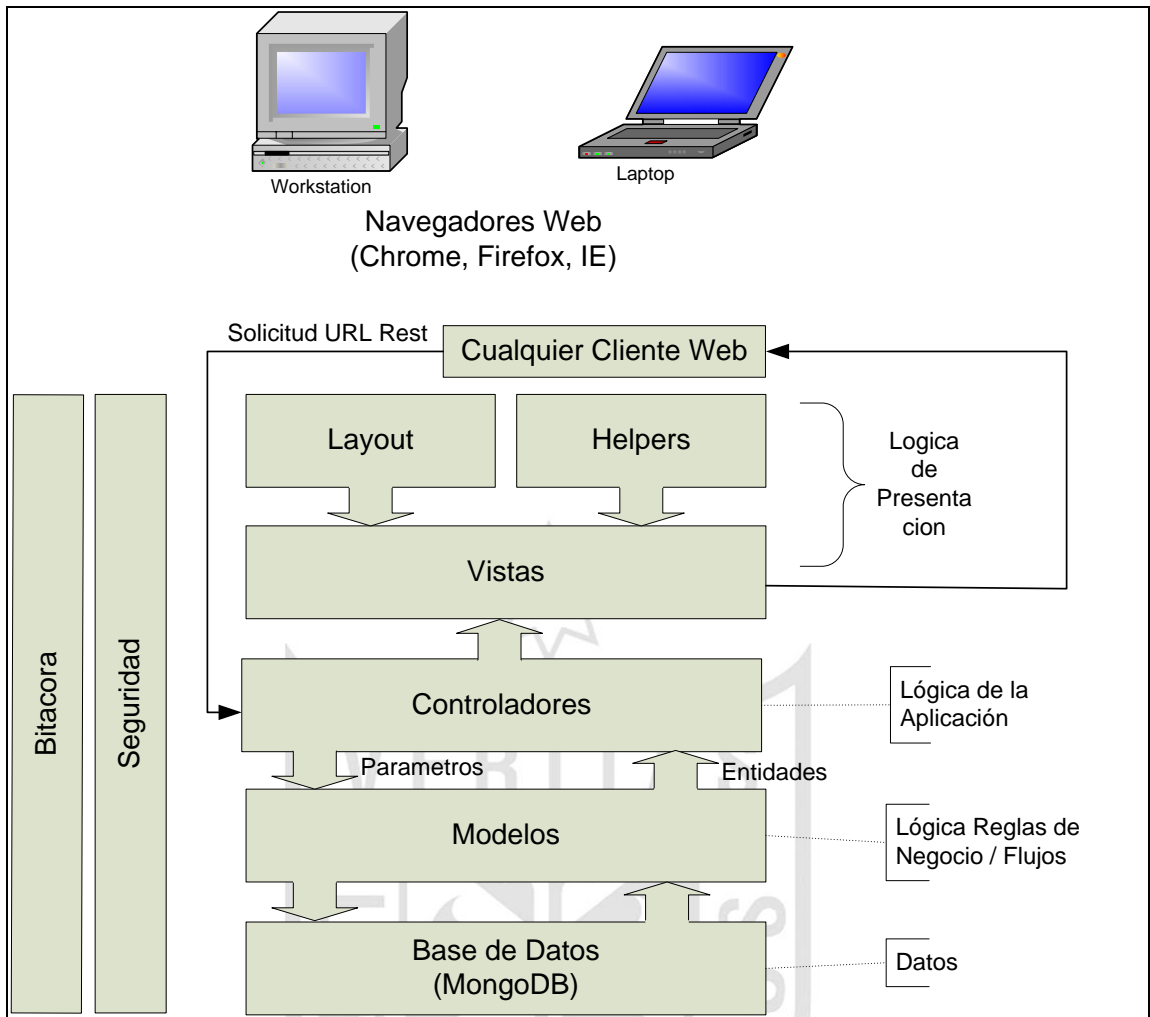 Workstation
Laptop
Navegadores Web
(Chrome, Firefox, IE)
Solicitud URL Rest
Cualquier Cliente Web
Layout
Helpers
Logica
de
Presenta
cion
Vistas
Bitacora
Seguridad
Controladores
Lógica de la
Aplicación
Parametros
Entidades
Modelos
Lógica Reglas de
Negocio / Flujos
Base de Datos
(MongoDB)
Datos
VERITAS